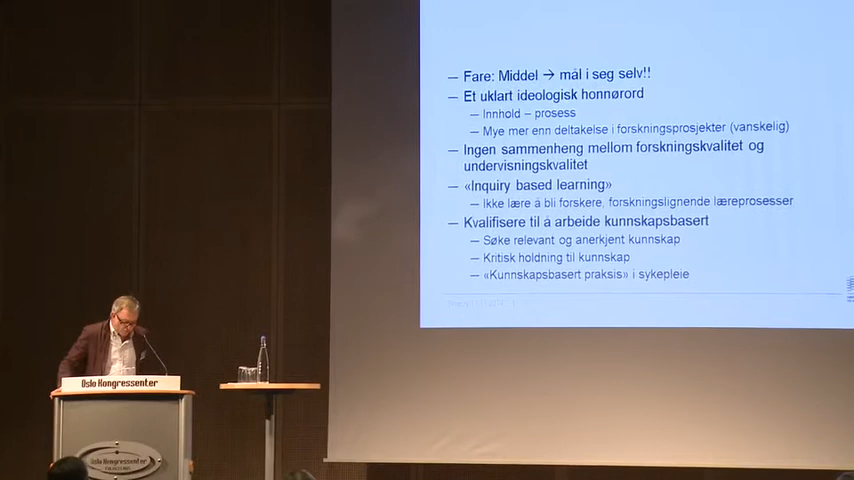 — Fare: Middel → mål i seg selv!!
— Et uklart ideologisk honnørord
— Innhold – prosess
— Mye mer enn deltakelse i forskningsprosjekter (vanskelig)
— Ingen sammenheng mellom forskningskvalitet og
undervisningskvalitet
— «Inquiry based learning»
— Ikke lære å bli forskere, forskningslignende læreprosesser
— Kvalifisere til å arbeide kunnskapsbasert
— Søke relevant og anerkjent kunnskap
— Kritisk holdning til kunnskap
— «Kunnskapsbasert praksis» i sykepleie
Oslo Kongressenter
Oslo Kongressenter